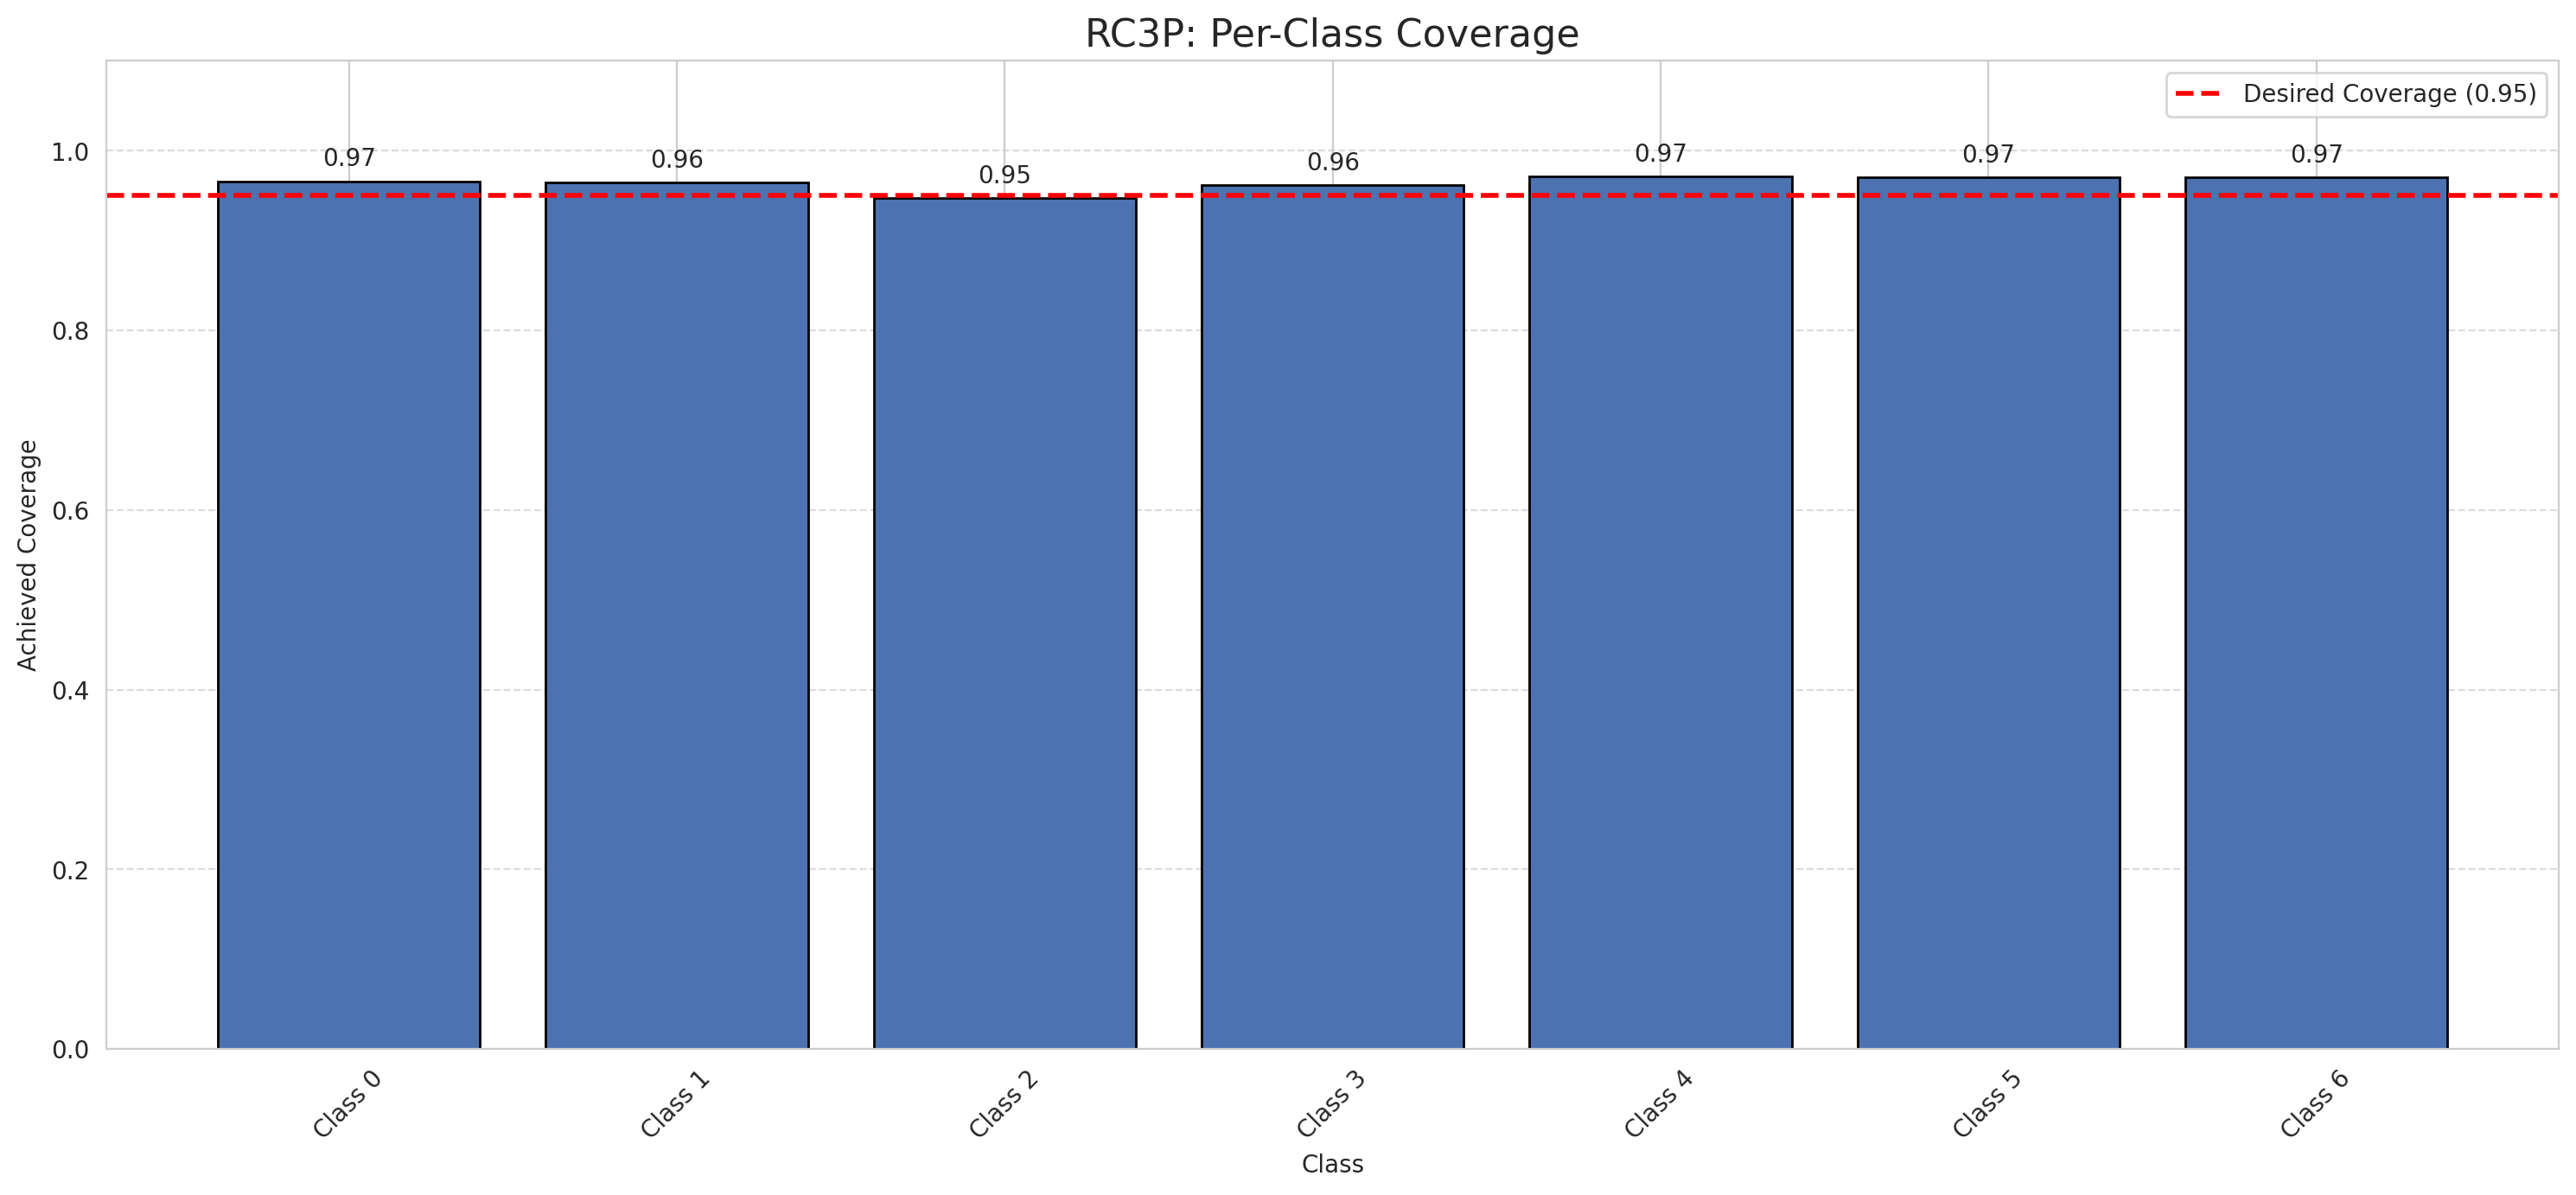 RC3P: Per-Class Coverage
Desired Coverage (0.95)
Achieved Coverage
1.0
0.8
0.6
0.4
0.2
0.0
0.97
0.96
0.95
0.96
0.97
0.97
0.97
Class 0
Class 1
Class 2
Class 3
Class 4
Class 5
Class 6
Class